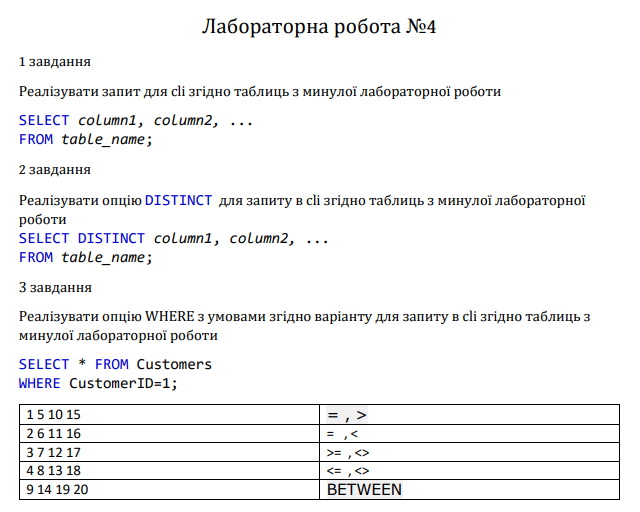 Лабораторна робота №4
1 завдання
Реалізувати запит для cli згідно таблиць з минулої лабораторної роботи
SELECT column1, column2, ...
FROM table_name;
2 завдання
Реалізувати опцію DISTINCT для запиту в cli згідно таблиць з минулої лабораторної
роботи
SELECT DISTINCT column1, column2, ...
FROM table_name;
3 завдання
Реалізувати опцію WHERE з умовами згідно варіанту для запиту в cli згідно таблиць з
минулої лабораторної роботи
SELECT * FROM Customers
WHERE CustomerID=1;
1 5 10 15 = , >
2 6 11 16 = ,<
3 7 12 17 >= ,<>
4 8 13 18 <= ,<>
9 14 19 20 BETWEEN